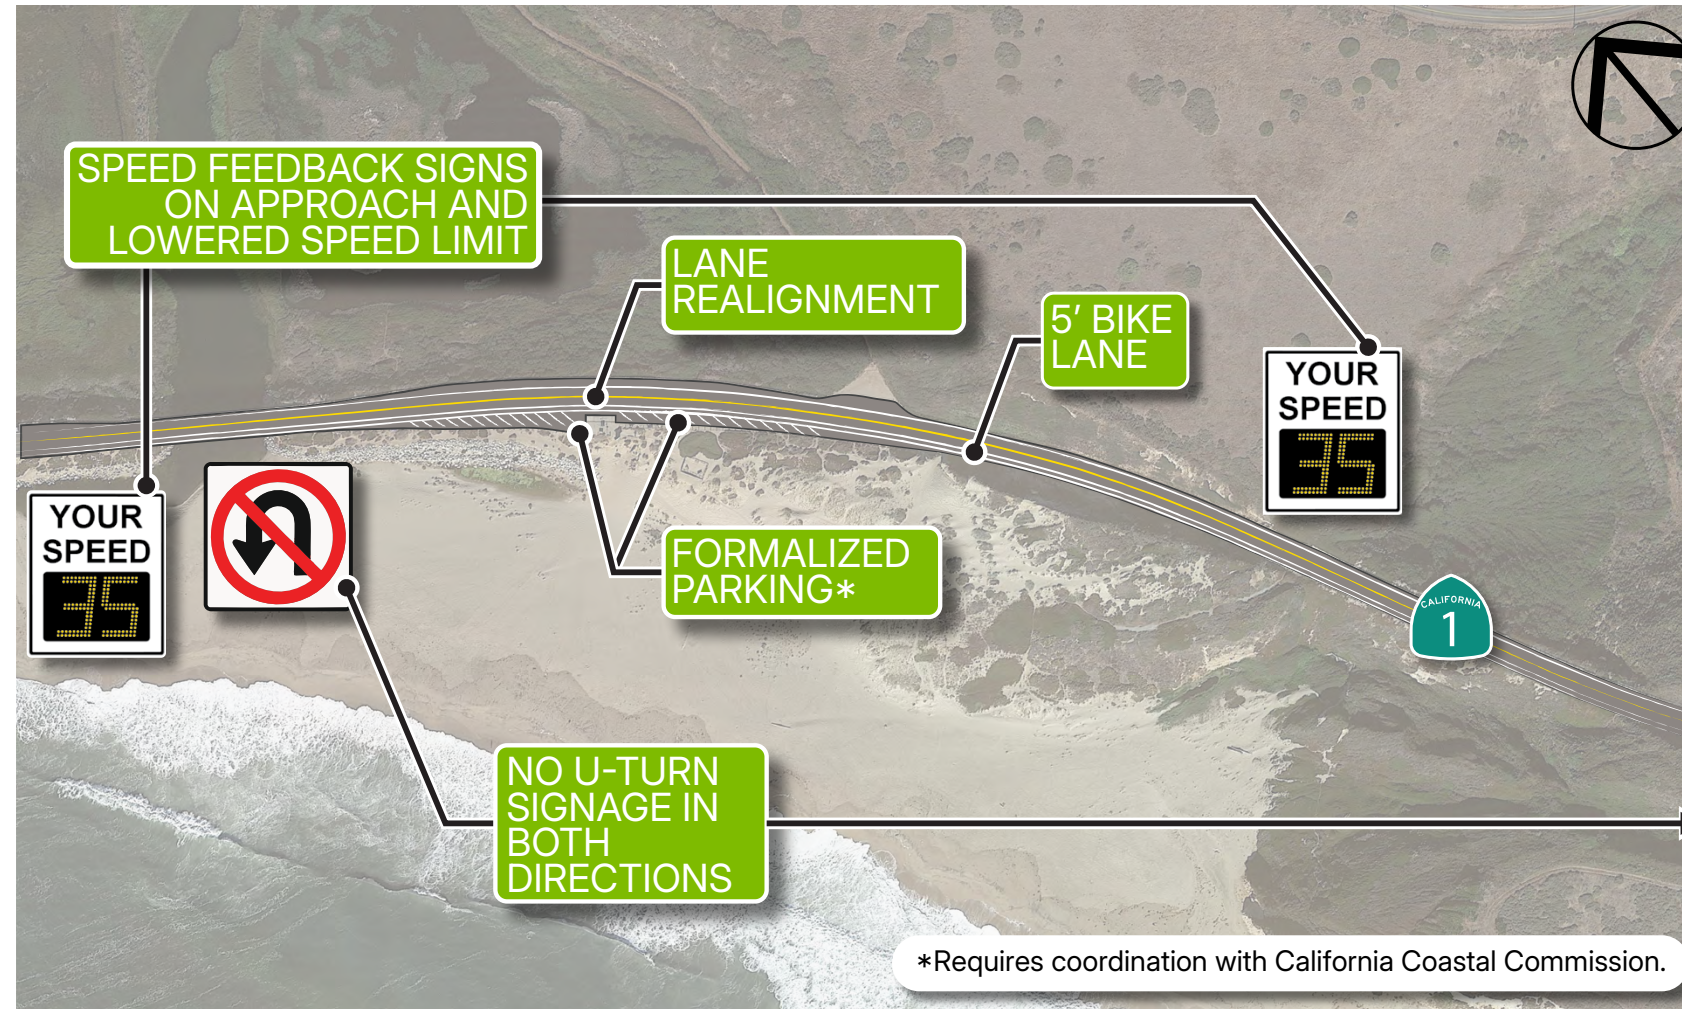 SPEED FEEDBACK SIGNS
ON APPROACH AND
LOWERED SPEED LIMIT
LANE
REALIGNMENT
5′ BIKE
LANE
YOUR
SPEED
35
YOUR
SPEED
35
FORMALIZED
PARKING*
CALIFORNIA
1
NO U-TURN
SIGNAGE IN
BOTH
DIRECTIONS
*Requires coordination with California Coastal Commission.